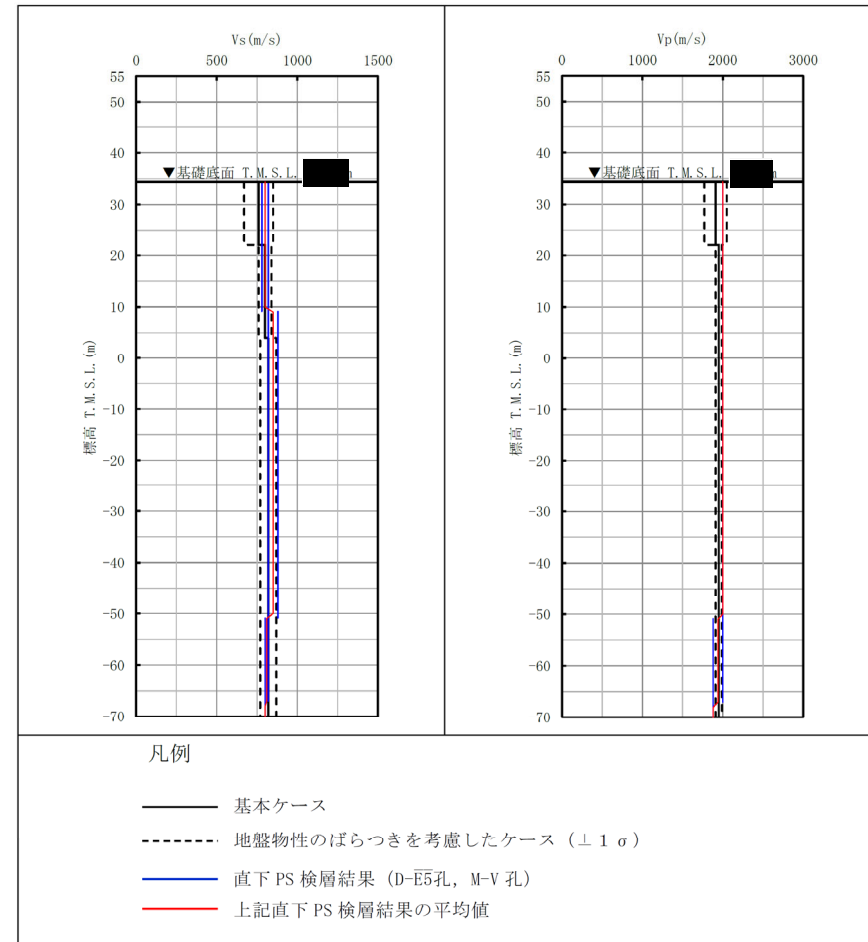 Vs(m/s)
0 500 1000 1500
55
50
40
▼基礎底面 T.M.S.L.
30
20
10
0
-10
-20
-30
-40
-50
-60
-70
標高 T.M.S.L.(m)
Vp(m/s)
0 1000 2000 3000
55
50
40
▼基礎底面 T.M.S.L. m
30
20
10
0
-10
-20
-30
-40
-50
-60
70
標高 T.M.S.L.(m)
凡例
基本ケース
地盤物性のばらつきを考慮したケース (⊥1σ)
直下 PS 検層結果 (D-E5孔, M-V 孔)
上記直下 PS 検層結果の平均値